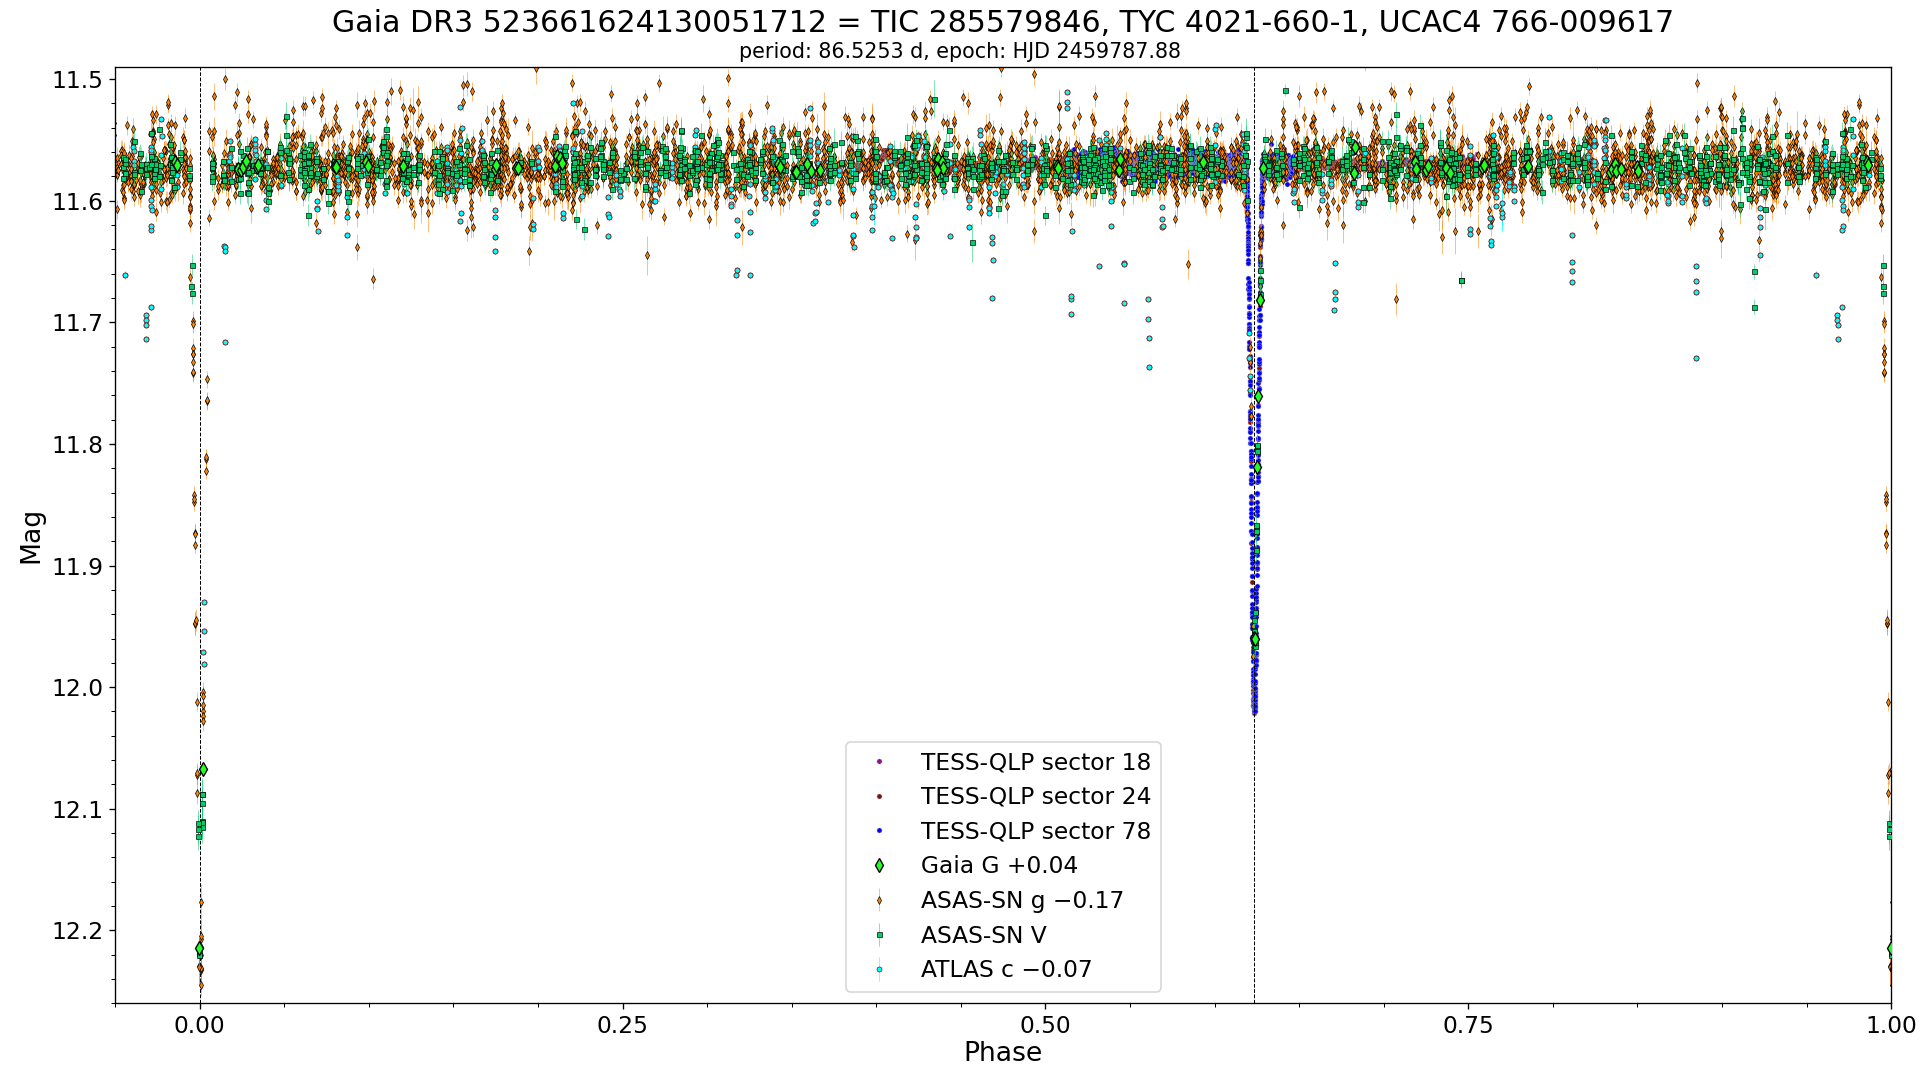 Gaia DR3 523661624130051712 = TIC 285579846, TYC 4021-660-1, UCAC4 766-009617
period: 86.5253 d, epoch: HJD 2459787.88
11.5
11.6
11.7
11.8
11.9
12.0
12.1
12.2
Mag
TESS-QLP sector 18
TESS-QLP sector 24
TESS-QLP sector 78
Gaia G +0.04
ASAS-SN g −0.17
ASAS-SN V
ATLAS c −0.07
0.00 0.25 0.50 0.75 1.00
Phase